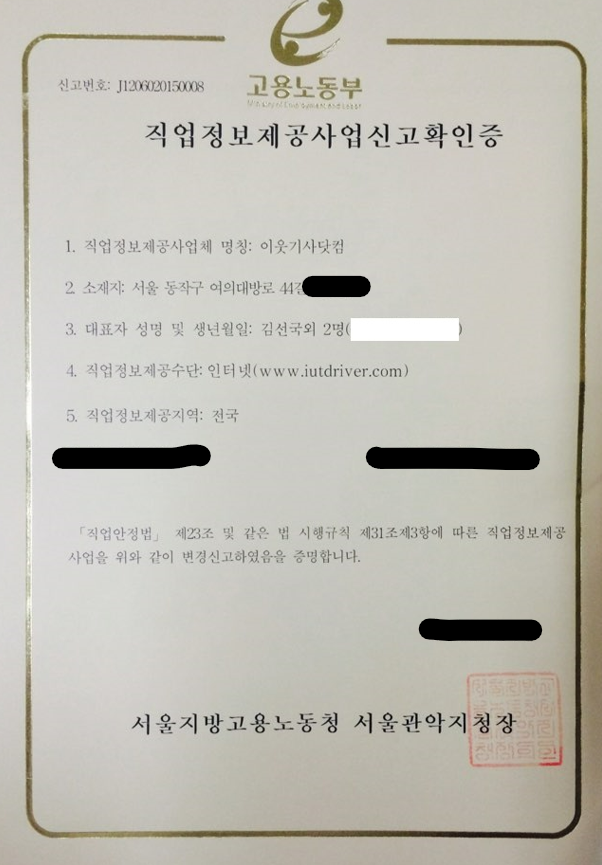 신고번호: J1206020150008
고용노동부
직업정보제공사업신고확인증
1. 직업정보제공사업체 명칭: 이웃기사닷컴
2. 소재지: 서울 동작구 여의대방로 44길
3. 대표자 성명 및 생년월일: 김선국외 2명( )
4. 직업정보제공수단: 인터넷(www.iutdriver.com)
5. 직업정보제공지역: 전국
「직업안정법」 제23조 및 같은 법 시행규칙 제31조제3항에 따른 직업정보제공
사업을 위와 같이 변경신고하였음을 증명합니다.
서울지방고용노동청 서울관악지청장